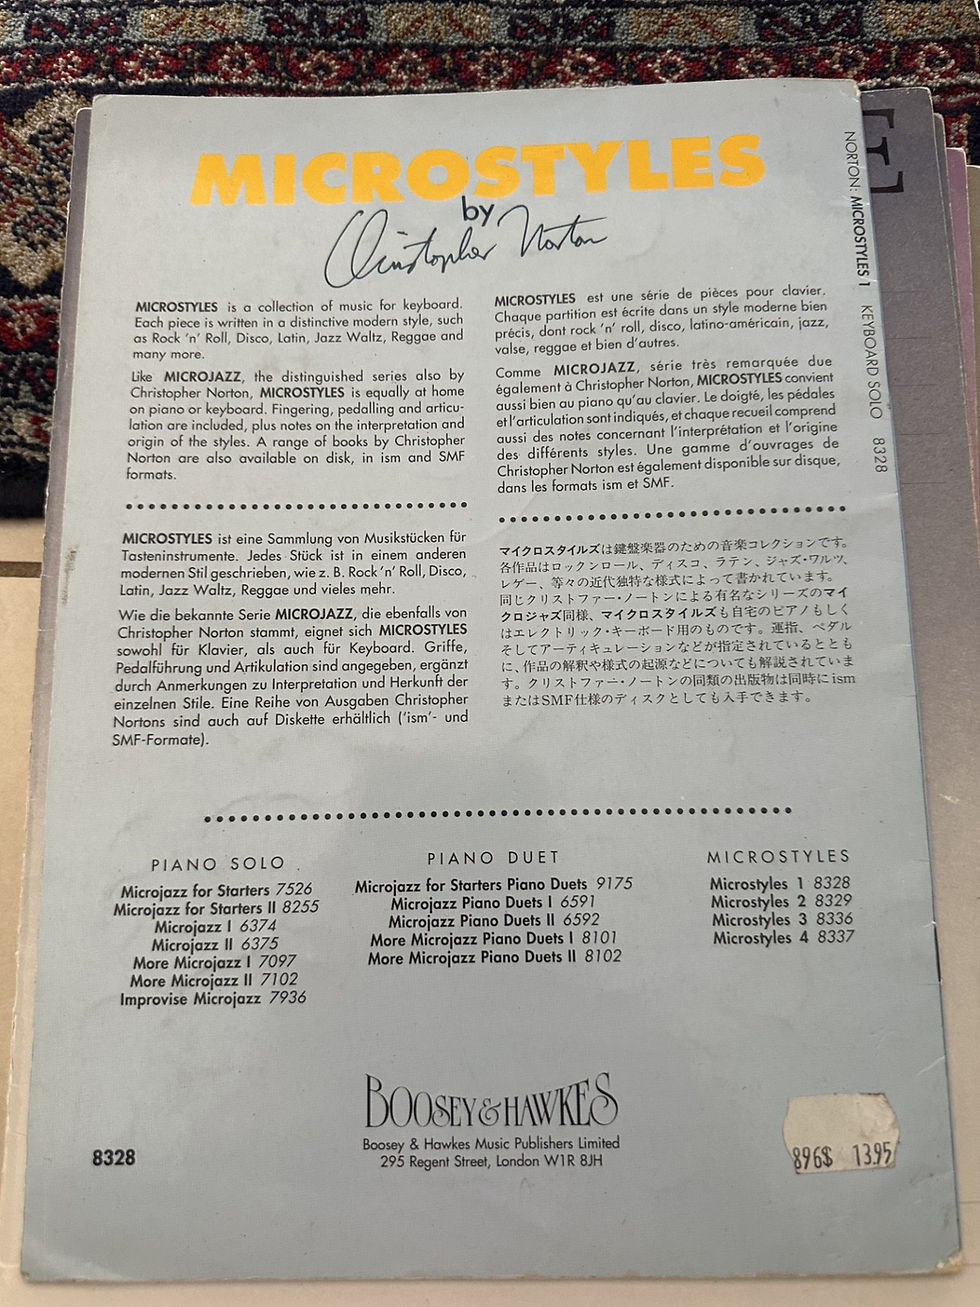 MICROSTYLES
by
Christopher Norton
MICROSTYLES is a collection of music for keyboard.
Each piece is written in a distinctive modern style, such
as Rock 'n' Roll, Disco, Latin, Jazz Waltz, Reggae and
many more.
Like MICROJAZZ, the distinguished series also by
Christopher Norton, MICROSTYLES is equally at home
on piano or keyboard. Fingering, pedalling and articu-
lation are included, plus notes on the interpretation and
origin of the styles. A range of books by Christopher
Norton are also available on disk, in ism and SMF
formats.
MICROSTYLES est une série de pièces pour clavier.
Chaque partition est écrite dans un style moderne bien
précis, dont rock 'n' roll, disco, latino-américain, jazz,
valse, reggae et bien d'autres.
Comme MICROJAZZ, série très remarquée due
également à Christopher Norton, MICROSTYLES convient
aussi bien au piano qu'au clavier. Le doigté, les pédales
et l'articulation sont indiqués, et chaque recueil comprend
aussi des notes concernant l'interprétation et l'origine
des différents styles. Une gamme d'ouvrages de
Christopher Norton est également disponible sur disque,
dans les formats ism et SMF.
MICROSTYLES ist eine Sammlung von Musikstücken für
Tasteninstrumente. Jedes Stück ist in einem anderen
modernen Stil geschrieben, wie z. B. Rock 'n' Roll, Disco,
Latin, Jazz Waltz, Reggae und vieles mehr.
Wie die bekannte Serie MICROJAZZ, die ebenfalls von
Christopher Norton stammt, eignet sich MICROSTYLES
sowohl für Klavier, als auch für Keyboard. Griffe,
Pedalführung und Artikulation sind angegeben, ergänzt
durch Anmerkungen zu Interpretation und Herkunft der
einzelnen Stile. Eine Reihe von Ausgaben Christopher
Nortons sind auch auf Diskette erhältlich ('ism'- und
SMF-Formate).
マイクロスタイルズは鍵盤楽器のための音楽コレクションです。
各作品はロックンロール、ディスコ、ラテン、ジャズ・ワルツ、
レゲー、等々の近代独特な様式によって書かれています。
同じクリストファー・ノートンによる有名なシリーズのマイ
クロジャズ同様、マイクロスタイルズも自宅のピアノもしく
はエレクトリック・キーボード用のものです。運指、ペダル
そしてアーティキュレーションなどが指定されているととも
に、作品の解釈や様式の起源などについても解説されていま
す。クリストファー・ノートンの同類の出版物は同時に ism
またはSMF仕様のディスクとしても入手できます。
PIANO SOLO
Microjazz for Starters 7526
Microjazz for Starters II 8255
Microjazz I 6374
Microjazz II 6375
More Microjazz I 7097
More Microjazz II 7102
Improvise Microjazz 7936
PIANO DUET
Microjazz for Starters Piano Duets 9175
Microjazz Piano Duets I 6591
Microjazz Piano Duets II 6592
More Microjazz Piano Duets I 8101
More Microjazz Piano Duets II 8102
MICROSTYLES
Microstyles 1 8328
Microstyles 2 8329
Microstyles 3 8336
Microstyles 4 8337
BOOSEY & HAWKES
Boosey & Hawkes Music Publishers Limited
295 Regent Street, London W1R 8JH
8328
896$ 13.95
NORTON: MICROSTYLES 1 KEYBOARD SOLO 8328
E